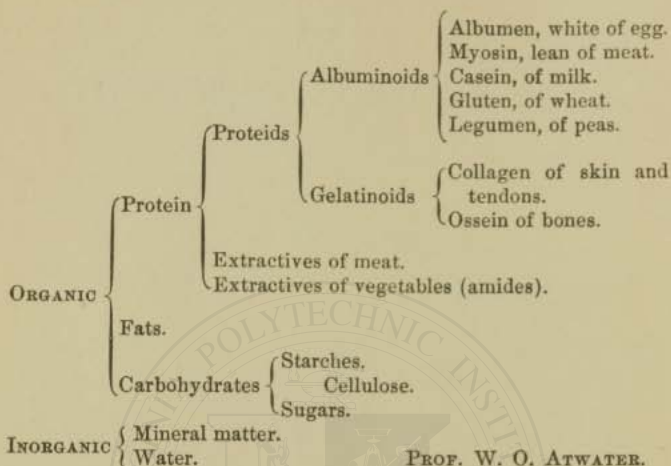 Albumen, white of egg.
Myosin, lean of meat.
Albuminoids
Casein, of milk.
Gluten, of wheat.
Proteids
Legumen, of peas.
Collagen of skin and
Protein
Gelatinoids
tendons.
Ossein of bones.
Extractives of meat.
ORGANIC
Extractives of vegetables (amides).
Fats.
Starches.
Carbohydrates
Cellulose.
Sugars.
INORGANIC
Mineral matter.
Water.
PROF. W. O. ATWATER.
POLYTECHNIC